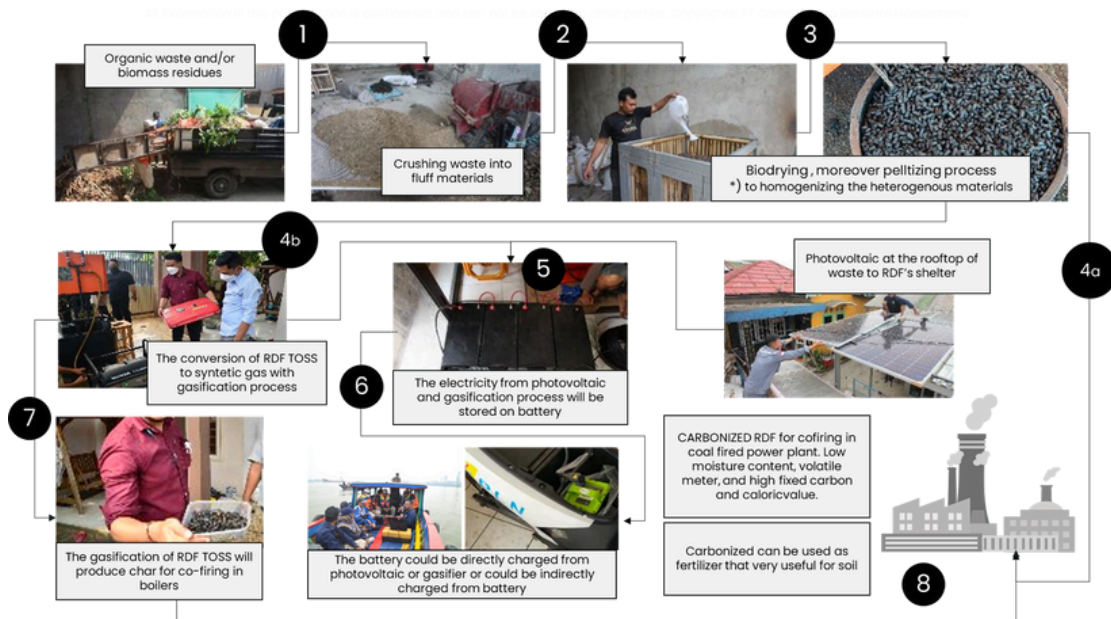 1
2
3
Organic waste and/or
biomass residues
Crushing waste into
fluff materials
Biodrying , moreover pelltizing process
*) to homogenizing the heterogenous materials
4b
5
4a
Photovoltaic at the rooftop of
waste to RDF's shelter
The conversion of RDF TOSS
to syntetic gas with
gasification process
6
The electricity from photovoltaic
and gasification process will be
stored on battery
7
CARBONIZED RDF for cofiring in
coal fired power plant. Low
moisture content, volatile
meter, and high fixed carbon
and caloricvalue.
The gasification of RDF TOSS will
produce char for co-firing in
boilers
The battery could be directly charged from
photovoltaic or gasifier or could be indirectly
charged from battery
Carbonized can be used as
fertilizer that very useful for soil
8